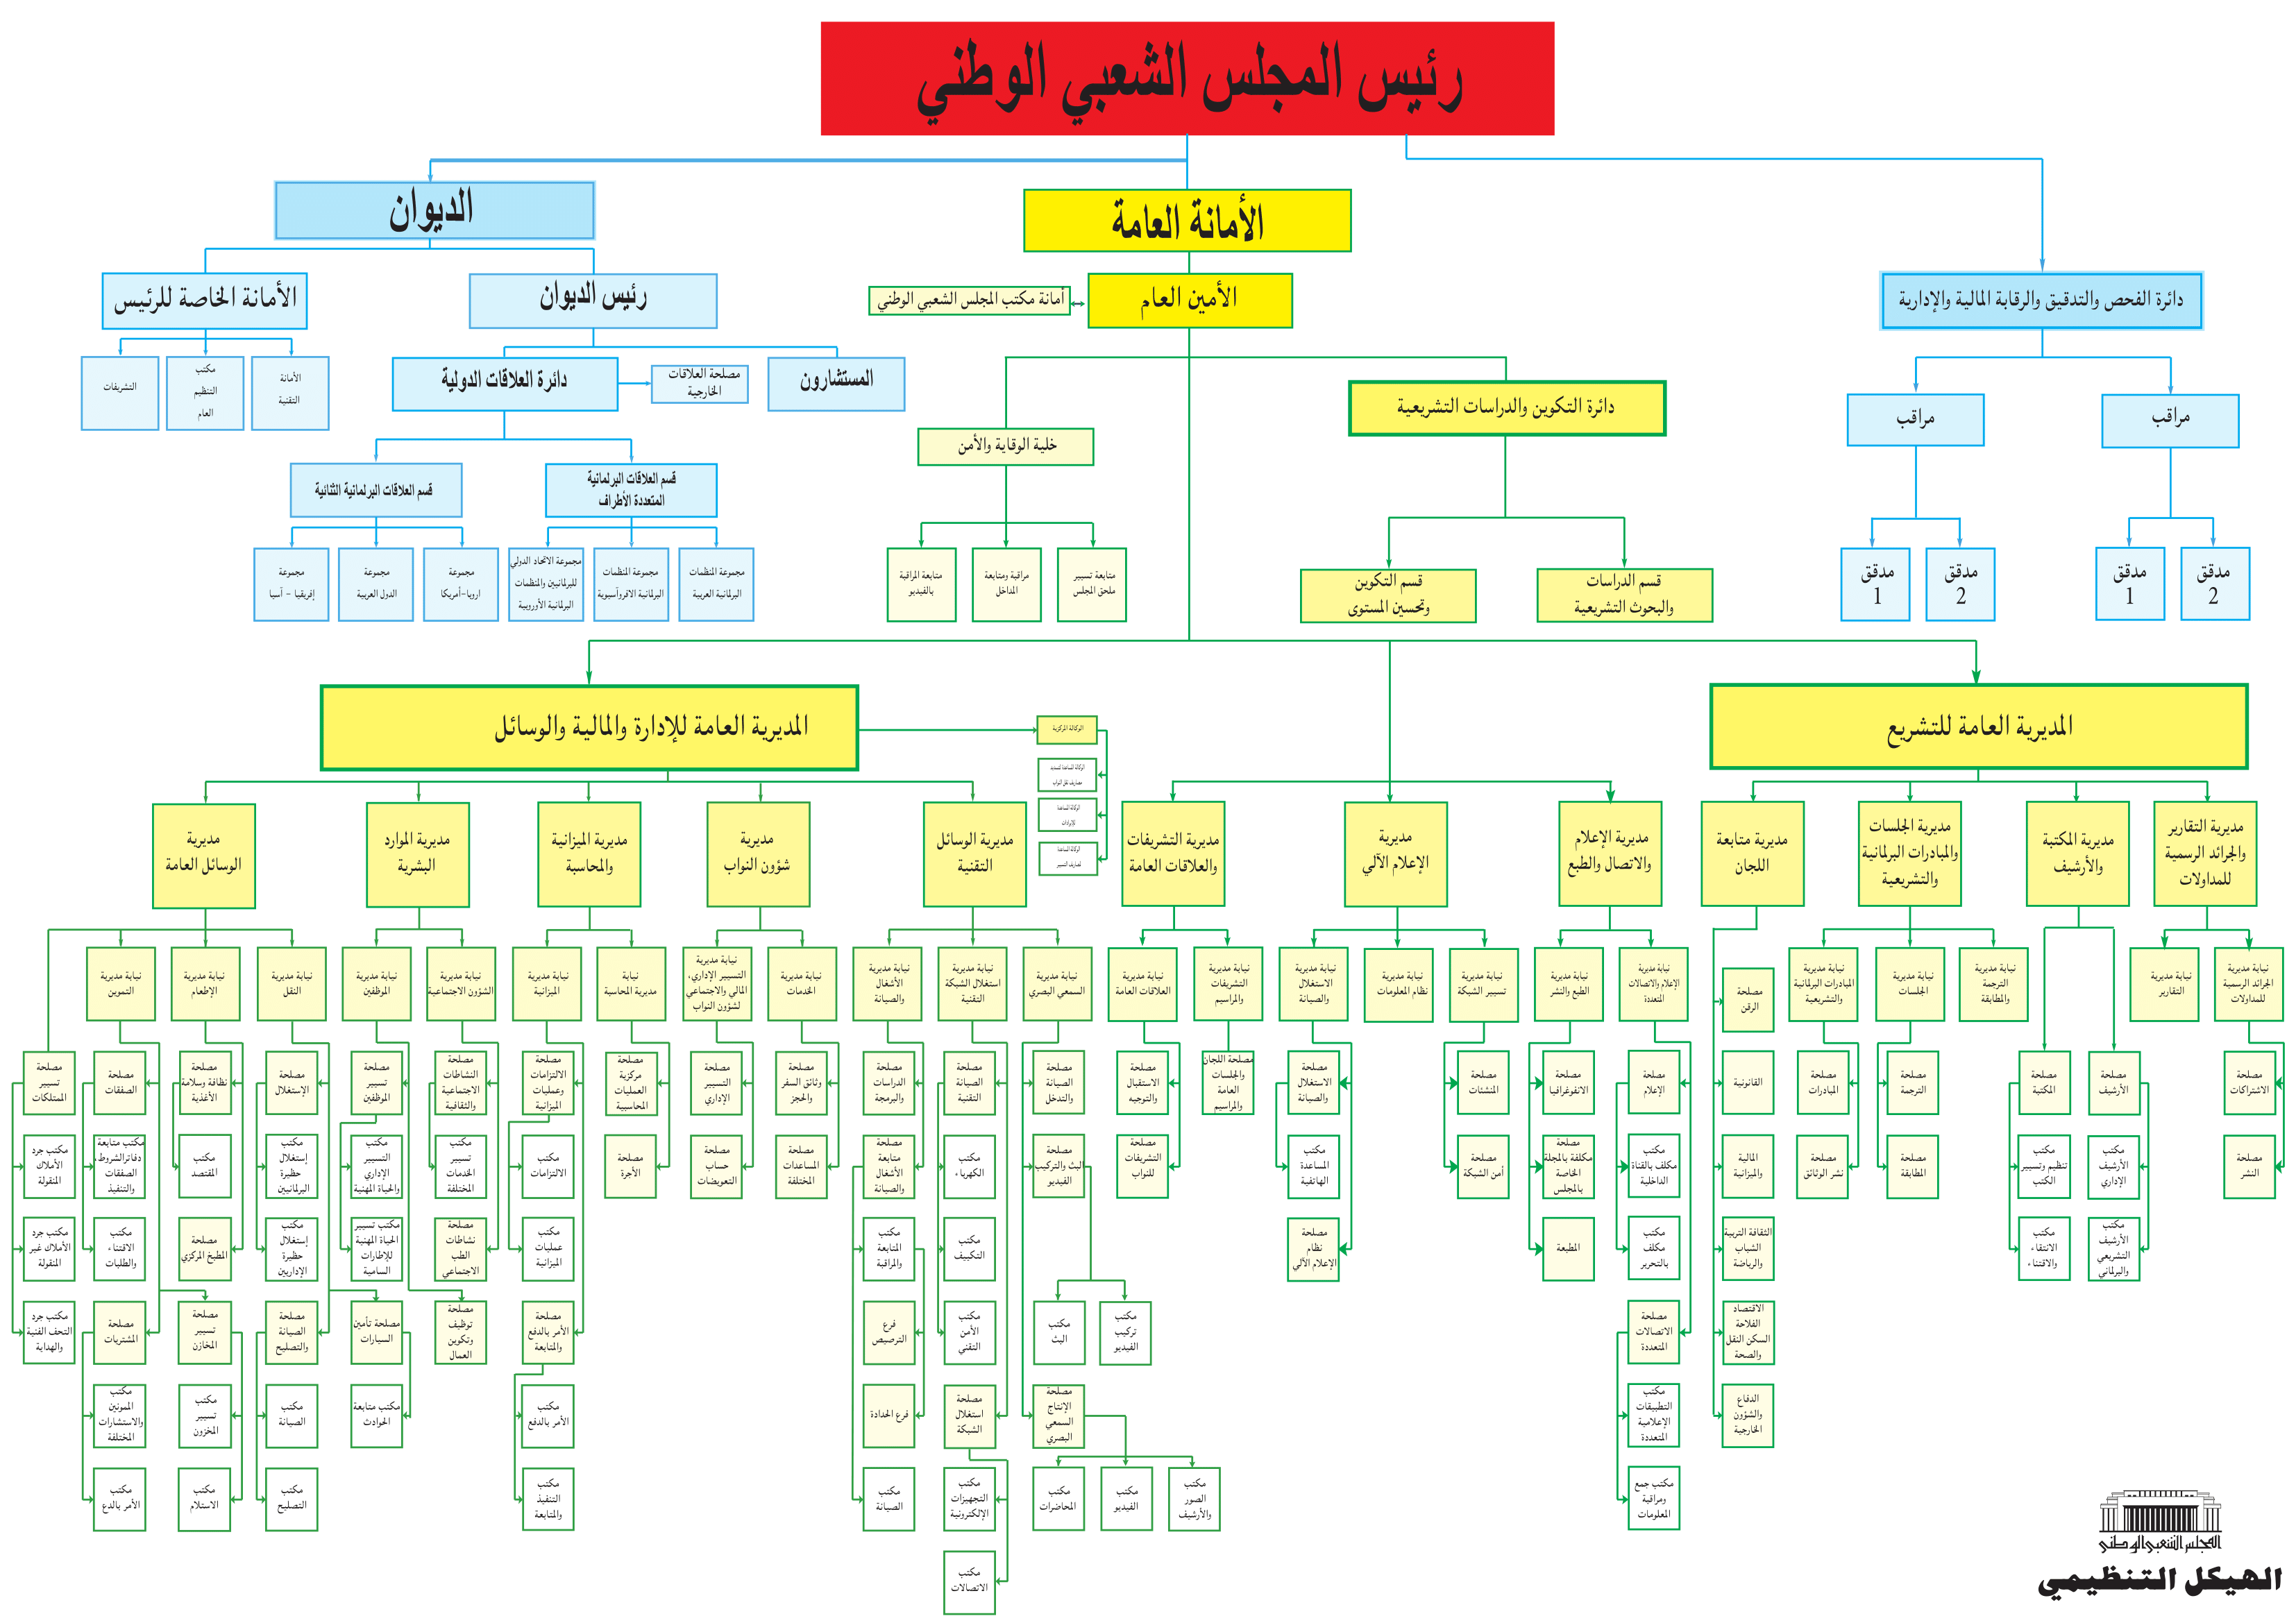 رئيس المجلس الشعبي الوطني
الديوان
الأمانة العامة
دائرة الفحص والتدقيق والرقابة المالية والإدارية
الأمين العام
أمانة مكتب المجلس الشعبي الوطني
رئيس الديوان
الأمانة الخاصة للرئيس
الأمانة
التقنية
مكتب
التنظيم
العام
التشريفات
المستشارون
مصلحة العلاقات
الخارجية
دائرة العلاقات الدولية
قسم العلاقات البرلمانية
المتعددة الأطراف
قسم العلاقات البرلمانية الثنائية
مجموعة المنظمات
البرلمانية العربية
مجموعة المنظمات
البرلمانية الافروآسيوية
مجموعة الاتحاد الدولي
للبرلمانيين والمنظمات
البرلمانية الأوروبية
مجموعة
اروبا-أمريكا
مجموعة
الدول العربية
مجموعة
إفريقيا - آسيا
دائرة التكوين والدراسات التشريعية
خلية الوقاية والأمن
متابعة تسيير
ملحق المجلس
مراقبة ومتابعة
المداخل
متابعة المراقبة
بالفيديو
قسم الدراسات
والبحوث التشريعية
قسم التكوين
وتحسين المستوى
مراقب
مراقب
مدقق
2
مدقق
1
مدقق
2
مدقق
1
المديرية العامة للتشريع
المديرية العامة للإدارة والمالية والوسائل
الوكالة المركزية
مديرية التقارير
والجرائد الرسمية
للمداولات
مديرية المكتبة
والأرشيف
مديرية الجلسات
والمبادرات البرلمانية
والتشريعية
مديرية متابعة
اللجان
مديرية الإعلام
والاتصال والطبع
مديرية
الإعلام الآلي
مديرية التشريفات
والعلاقات العامة
مديرية الوسائل
التقنية
مديرية
شؤون النواب
مديرية الميزانية
والمحاسبة
مديرية الموارد
البشرية
مديرية
الوسائل العامة
نيابة مديرية
الجرائد الرسمية
للمداولات
نيابة مديرية
التقارير
نيابة مديرية
الترجمة
والمطابقة
نيابة مديرية
الجلسات
نيابة مديرية
المبادرات البرلمانية
والتشريعية
مصلحة
الرقن
نيابة مديرية
الإعلام والاتصالات
المتعددة
نيابة مديرية
الطبع والنشر
نيابة مديرية
تسيير الشبكة
نيابة مديرية
نظام المعلومات
نيابة مديرية
الاستغلال
والصيانة
نيابة مديرية
التشريفات
والمراسيم
نيابة مديرية
العلاقات العامة
نيابة مديرية
السمعي البصري
نيابة مديرية
استغلال الشبكة
التقنية
نيابة مديرية
الأشغال
والصيانة
نيابة مديرية
الخدمات
نيابة مديرية
التسيير الإداري،
المالي والاجتماعي
لشؤون النواب
نيابة
مديرية المحاسبة
نيابة مديرية
الميزانية
نيابة مديرية
الشؤون الاجتماعية
نيابة مديرية
الموظفين
نيابة مديرية
النقل
نيابة مديرية
الإطعام
نيابة مديرية
التموين
مصلحة
الاشتراكات
مصلحة
الأرشيف
مصلحة
المكتبة
مصلحة
الترجمة
مصلحة
المبادرات
القانونية
مصلحة
الإعلام
مصلحة
الانفوغرافيا
مصلحة
المنشئات
مصلحة
الاستغلال
والصيانة
مصلحة اللجان
والجلسات
العامة
والمراسيم
مصلحة
الاستقبال
والتوجيه
مصلحة
الصيانة
والتدخل
مصلحة
الصيانة
التقنية
مصلحة
الدراسات
والبرمجة
مصلحة
وثائق السفر
والحجز
مصلحة
التسيير
الإداري
مصلحة
مركزية
العمليات
المحاسبية
مصلحة
الالتزامات
وعمليات
الميزانية
مصلحة
النشاطات
الاجتماعية
والثقافية
مصلحة
تسيير
الموظفين
مصلحة
الإستغلال
مصلحة
نظافة وسلامة
الأغذية
مصلحة
الصفقات
مصلحة
تسيير
الممتلكات
مصلحة
النشر
مكتب
الأرشيف
الإداري
مكتب
تنظيم وتسيير
الكتب
مصلحة
المطابقة
مصلحة
نشر الوثائق
المالية
والميزانية
مكتب
مكلف بالقناة
الداخلية
مصلحة
مكلفة بالمجلة
الخاصة
بالمجلس
مصلحة
أمن الشبكة
مكتب
المساعدة
الهاتفية
مصلحة
التشريفات
للنواب
مصلحة
البث والتركيب
الفيديو
مكتب
الكهرباء
مصلحة
متابعة
الأشغال
والصيانة
مصلحة
المساعدات
المختلفة
مصلحة
حساب
التعويضات
مصلحة
الأجرة
مكتب
الالتزامات
مصلحة
تسيير
الخدمات
المختلفة
مكتب
التسيير
الإداري
والحياة المهنية
مكتب
إستغلال
حظيرة
البرلمانيين
مكتب
المقتصد
مكتب متابعة
دفاترالشروط،
الصفقات
والتنفيذ
مكتب جرد
الأملاك
المنقولة
مكتب
الأرشيف
التشريعي
والبرلماني
مكتب
الانتقاء
والاقتناء
الثقافة التربية
الشباب
والرياضة
مكتب
مكلف
بالتحرير
المطبعة
مصلحة
نظام
الإعلام الآلي
مكتب
التكييف
مكتب
المتابعة
والمراقبة
مكتب
عمليات
الميزانية
مصلحة
نشاطات
الطب
الاجتماعي
مكتب تسيير
الحياة المهنية
للإطارات
السامية
مكتب
إستغلال
حظيرة
الإداريين
مصلحة
المطبخ المركزي
مكتب
الاقتناء
والطلبات
مكتب جرد
الأملاك غير
المنقولة
الاقتصاد
الفلاحة
السكن النقل
والصحة
مصلحة
الاتصالات
المتعددة
مكتب
تركيب
الفيديو
مكتب
البث
مكتب
الأمن
التقني
فرع
الترصيص
مصلحة
الأمر بالدفع
والمتابعة
مصلحة
توظيف
وتكوين
العمال
مصلحة تأمين
السيارات
مصلحة
الصيانة
والتصليح
مصلحة
تسيير
المخازن
مصلحة
المشتريات
مكتب جرد
التحف الفنية
والهداية
الدفاع
والشؤون
الخارجية
مكتب
التطبيقات
الإعلامية
المتعددة
مصلحة
الإنتاج
السمعي
البصري
مصلحة
استغلال
الشبكة
فرع الحدادة
مكتب
الأمر بالدفع
مكتب متابعة
الحوادث
مكتب
الصيانة
مكتب
تسيير
المخزون
مكتب
الممونين
والاستشارات
المختلفة
مكتب جمع
ومراقبة
المعلومات
مكتب
الصور
والأرشيف
مكتب
الفيديو
مكتب
المحاضرات
مكتب
التجهيزات
الإلكترونية
مكتب
الصيانة
مكتب
التنفيذ
والمتابعة
مكتب
التصليح
مكتب
الاستلام
مكتب
الأمر بالدع
مكتب
الاتصالات
المجلس الشعبي الوطني
الهيكل التنظيمي